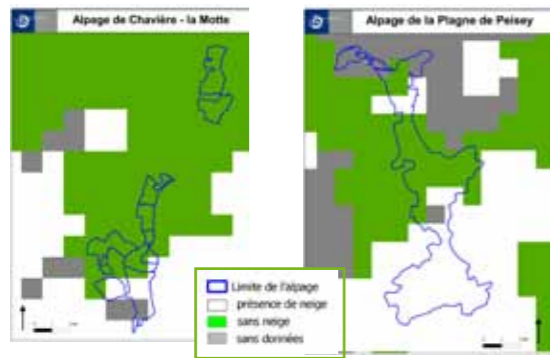 Alpage de Chavière - la Motte
Alpage de la Plagne de Peisey
Limite de l'alpage
présence de neige
sans neige
sans données